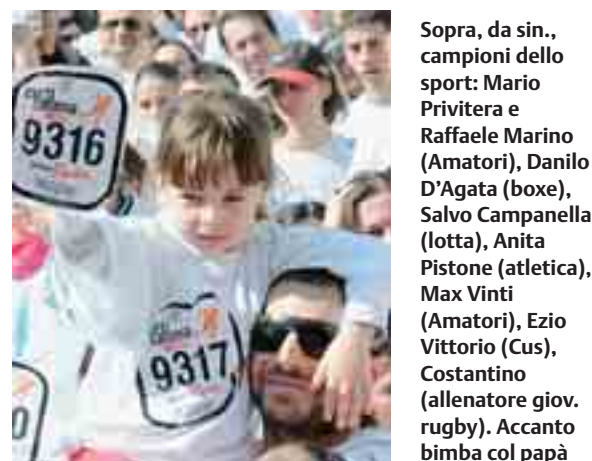 9316
9317
Sopra, da sin.,
campioni dello
sport: Mario
Privitera e
Raffaele Marino
(Amatori), Danilo
D'Agata (boxe),
Salvo Campanella
(lotta), Anita
Pistone (atletica),
Max Vinti
(Amatori), Ezio
Vittorio (Cus),
Costantino
(allenatore giov.
rugby). Accanto
bimba col papà